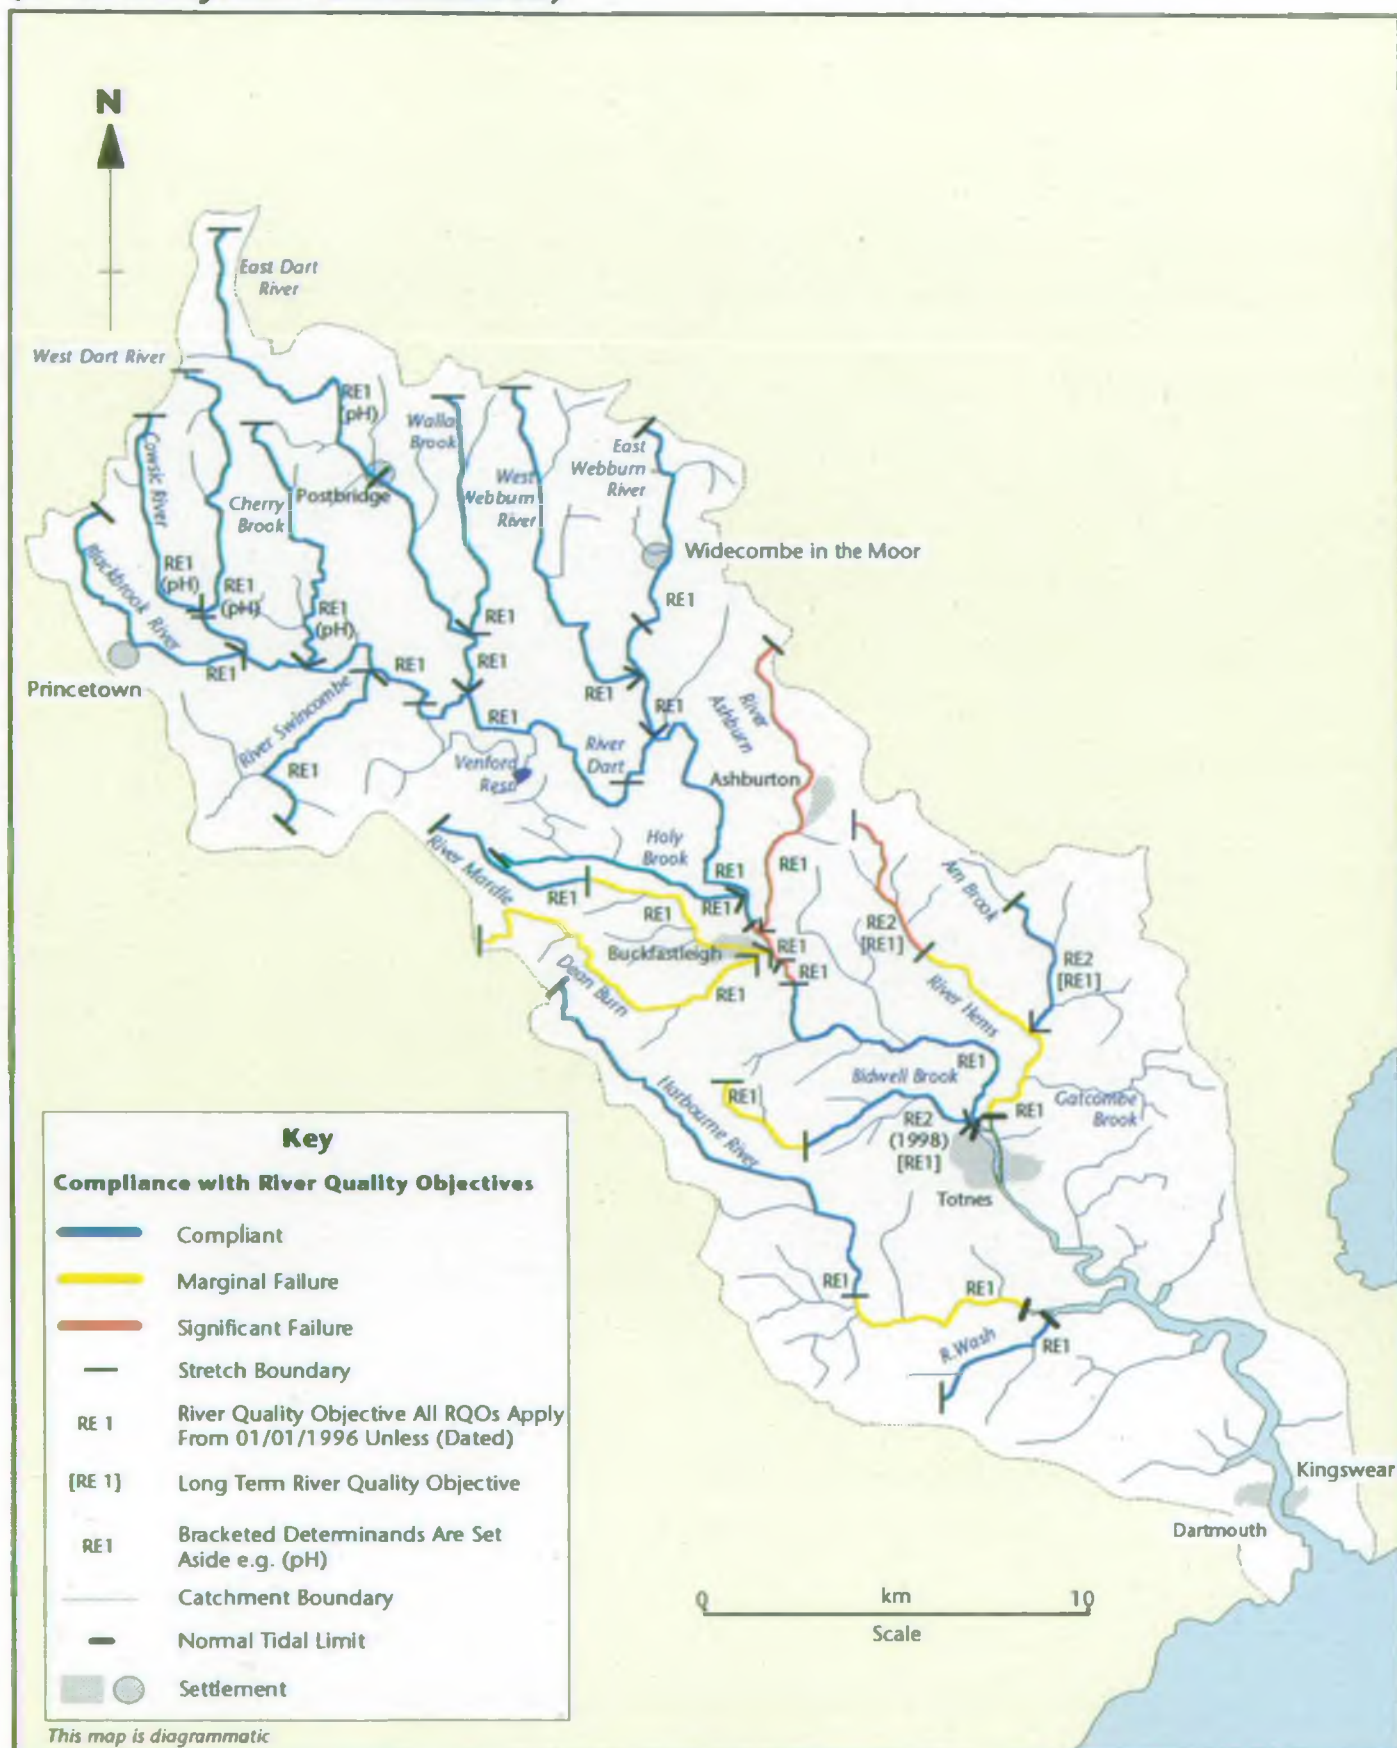 N
East Dart
River
West Dart River
RE1
(pH)
Walla
Brook
East
Webburn
River
Cowsic River
West
Webburn
River
Cherry
Brook
Postbridge
Widecombe in the Moor
Blackbrook River
RE1
(pH)
RE1
(pH)
RE1
(pH)
RE1
RE1
RE1
RE1
RE1
RE1
RE1
Princetown
River Swincombe
RE1
RE1
River
Ashburn
Venford
Resr
River
Dart
Ashburton
RE1
Holy
Brook
River Mardle
RE1
RE1
RE1
RE1
RE1
Am Brook
RE2
[RE1]
RE2
[RE1]
Buckfastleigh
RE1
RE1
Dean Burn
RE1
River Hems
RE1
Bidwell Brook
RE1
Harbourne River
RE2
(1998)
[RE1]
RE1
Gatcombe
Brook
Totnes
RE1
RE1
R.Wash
RE1
Kingswear
Dartmouth
Key
Compliance with River Quality Objectives
Compliant
Marginal Failure
Significant Failure
Stretch Boundary
RE 1
River Quality Objective All RQOs Apply
From 01/01/1996 Unless (Dated)
[RE 1]
Long Term River Quality Objective
RE1
Bracketed Determinands Are Set
Aside e.g. (pH)
Catchment Boundary
Normal Tidal Limit
Settlement
0
km
10
Scale
This map is diagrammatic